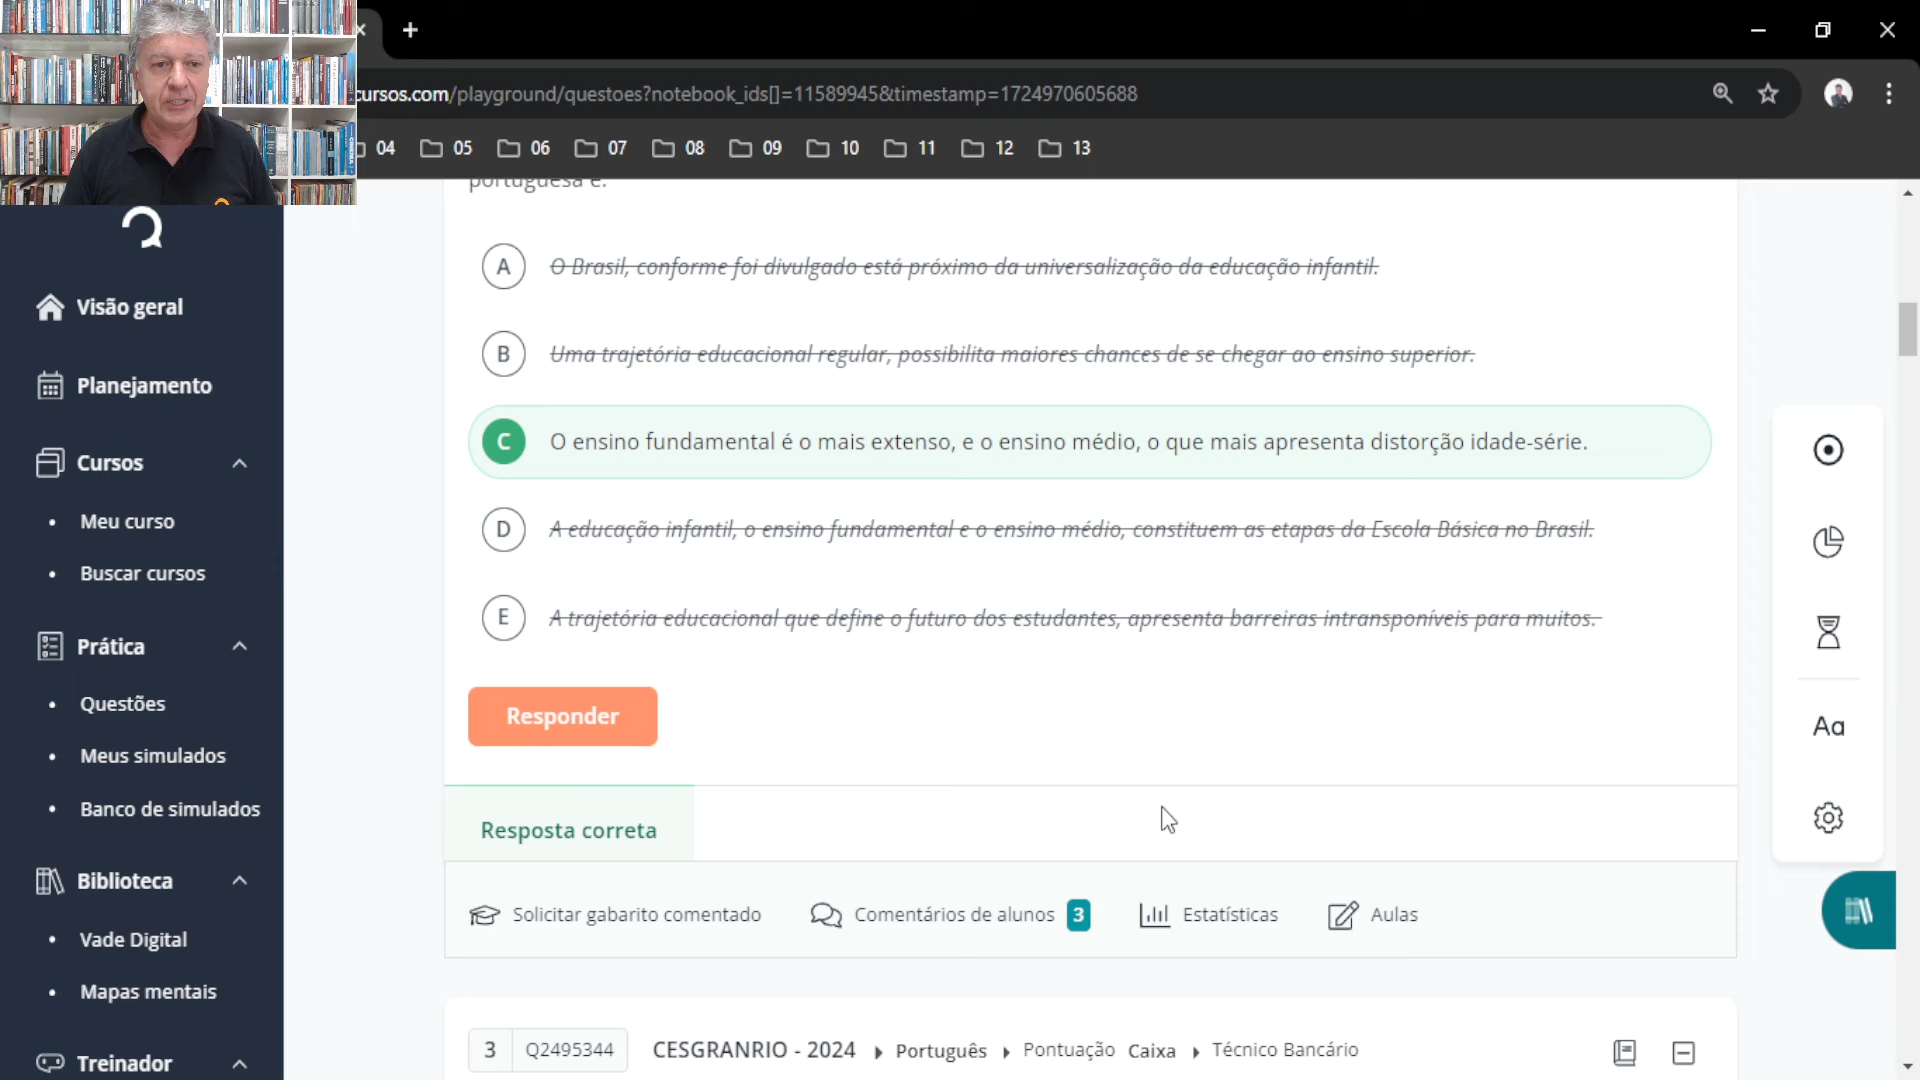 cursos.com/playground/questoes?notebook_ids[]=11589945&timestamp=1724970605688
04 05 06 07 08 09 10 11 12 13
portuguesa é:
A O Brasil, conforme foi divulgado está próximo da universalização da educação infantil.
B Uma trajetória educacional regular, possibilita maiores chances de se chegar ao ensino superior.
C O ensino fundamental é o mais extenso, e o ensino médio, o que mais apresenta distorção idade-série.
D A educação infantil, o ensino fundamental e o ensino médio, constituem as etapas da Escola Básica no Brasil.
E A trajetória educacional que define o futuro dos estudantes, apresenta barreiras intransponíveis para muitos.
Responder
Resposta correta
Solicitar gabarito comentado Comentários de alunos 3 Estatísticas Aulas
3 Q2495344 CESGRANRIO - 2024 Português Pontuação Caixa Técnico Bancário
Visão geral
Planejamento
Cursos
Meu curso
Buscar cursos
Prática
Questões
Meus simulados
Banco de simulados
Biblioteca
Vade Digital
Mapas mentais
Treinador
Aa